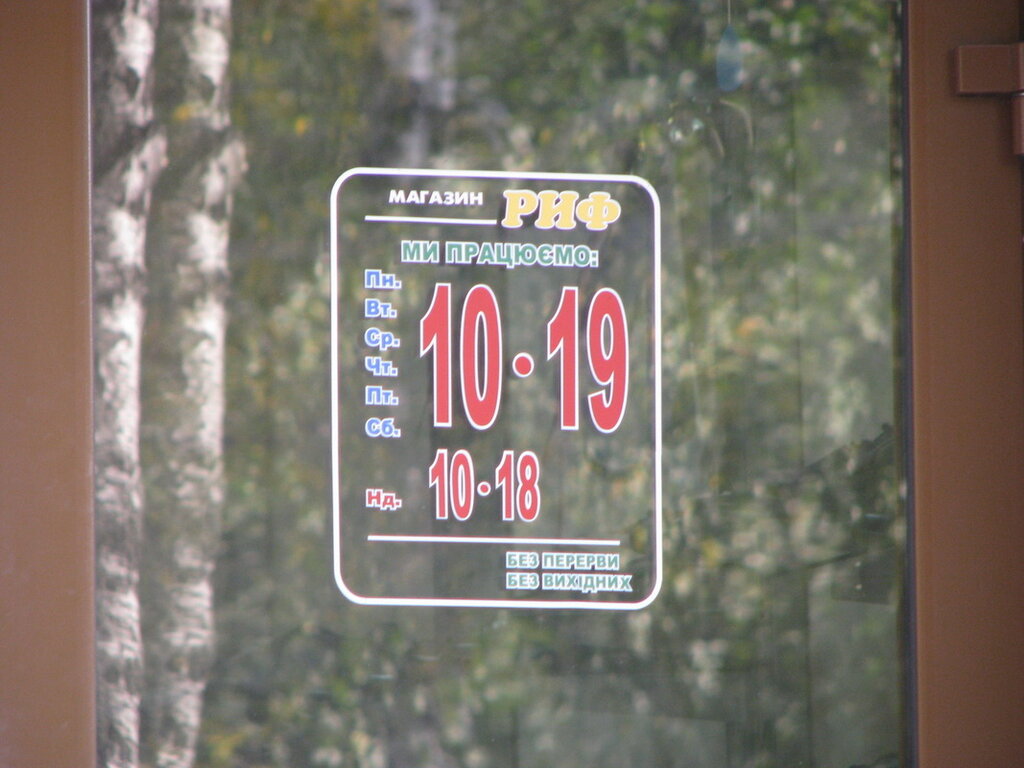 МАГАЗИН РИФ
МИ ПРАЦЮЄМО:
Пн.
Вт.
Ср.
Чт.
Пт.
Сб.
10·19
Нд. 10·18
БЕЗ ПЕРЕРВИ
БЕЗ ВИХІДНИХ